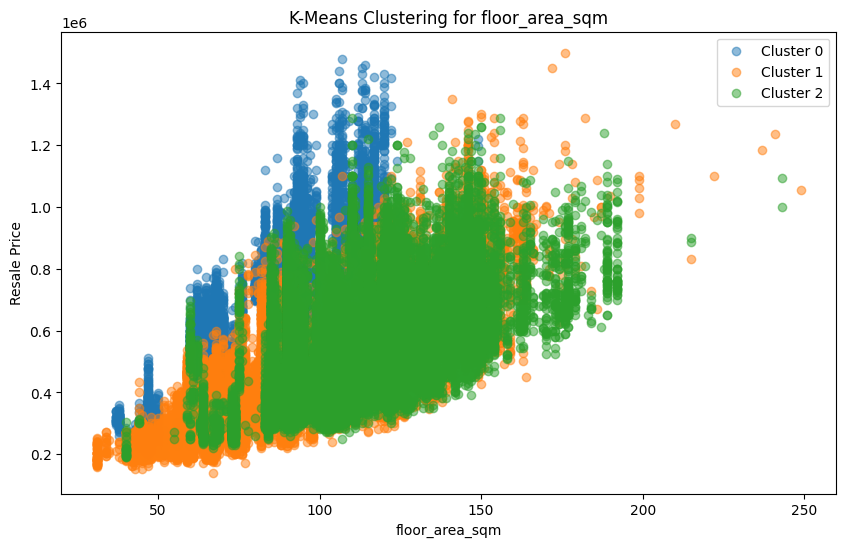 K-Means Clustering for floor_area_sqm
1e6
Cluster 0
Cluster 1
Cluster 2
1.4
1.2
1.0
0.8
0.6
0.4
0.2
Resale Price
50 100 150 200 250
floor_area_sqm